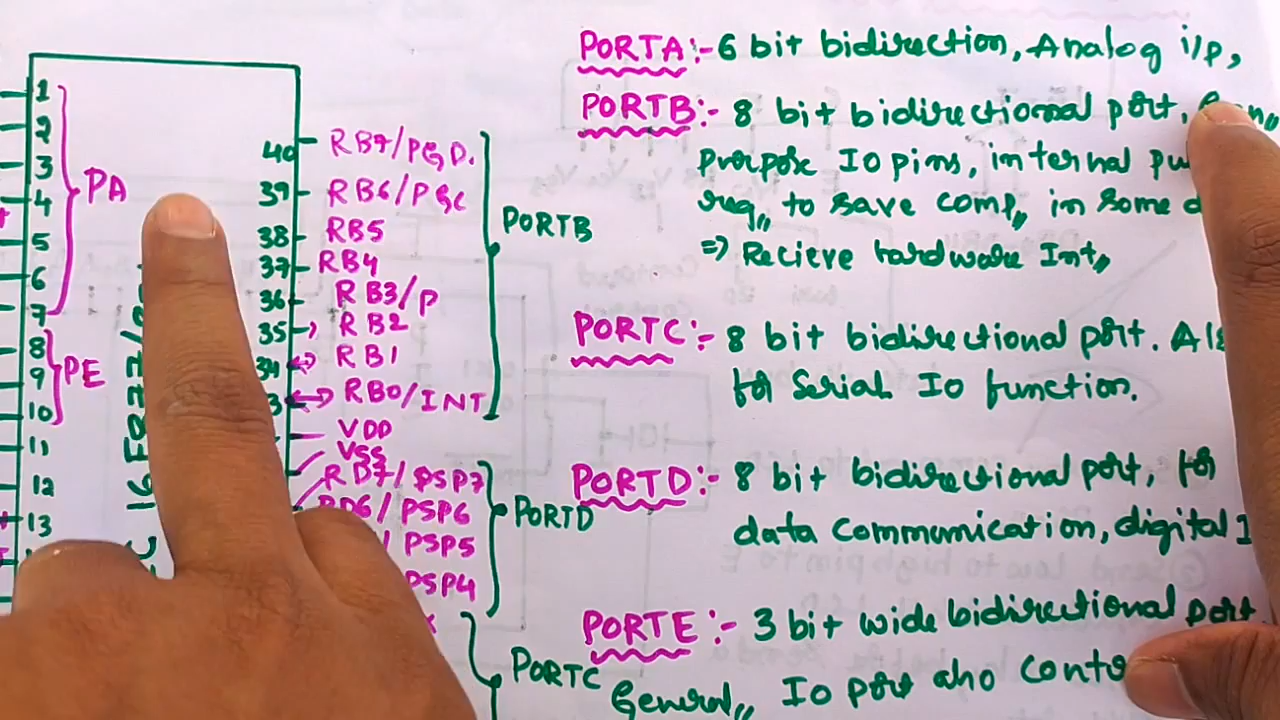 1
2
3
4
5
6
7
PA
8
9
10
PE
11
12
13
40 RB7/PGD.
39 RB6/PGC
38 RB5
37 RB4
36 RB3/P
35 RB2
34 RB1
3 RB0/INT
PORTB
VDD
VSS
RD7/PSP7
RD6/PSP6
PSP5
PSP4
PORTD
PORTC
PORTA:- 6 bit bidirection, Analog i/p,
PORTB:- 8 bit bidirectional port,
prorpose IO pins, internal pu
req,, to save comp,, in some
=> Recieve hardware Int,,
PORTC:- 8 bit bidirectional port.
for Serial IO function.
PORTD:- 8 bit bidirectional port, for
data communication, digital I
PORTE:- 3 bit wide bidirectional port
General,, IO port also